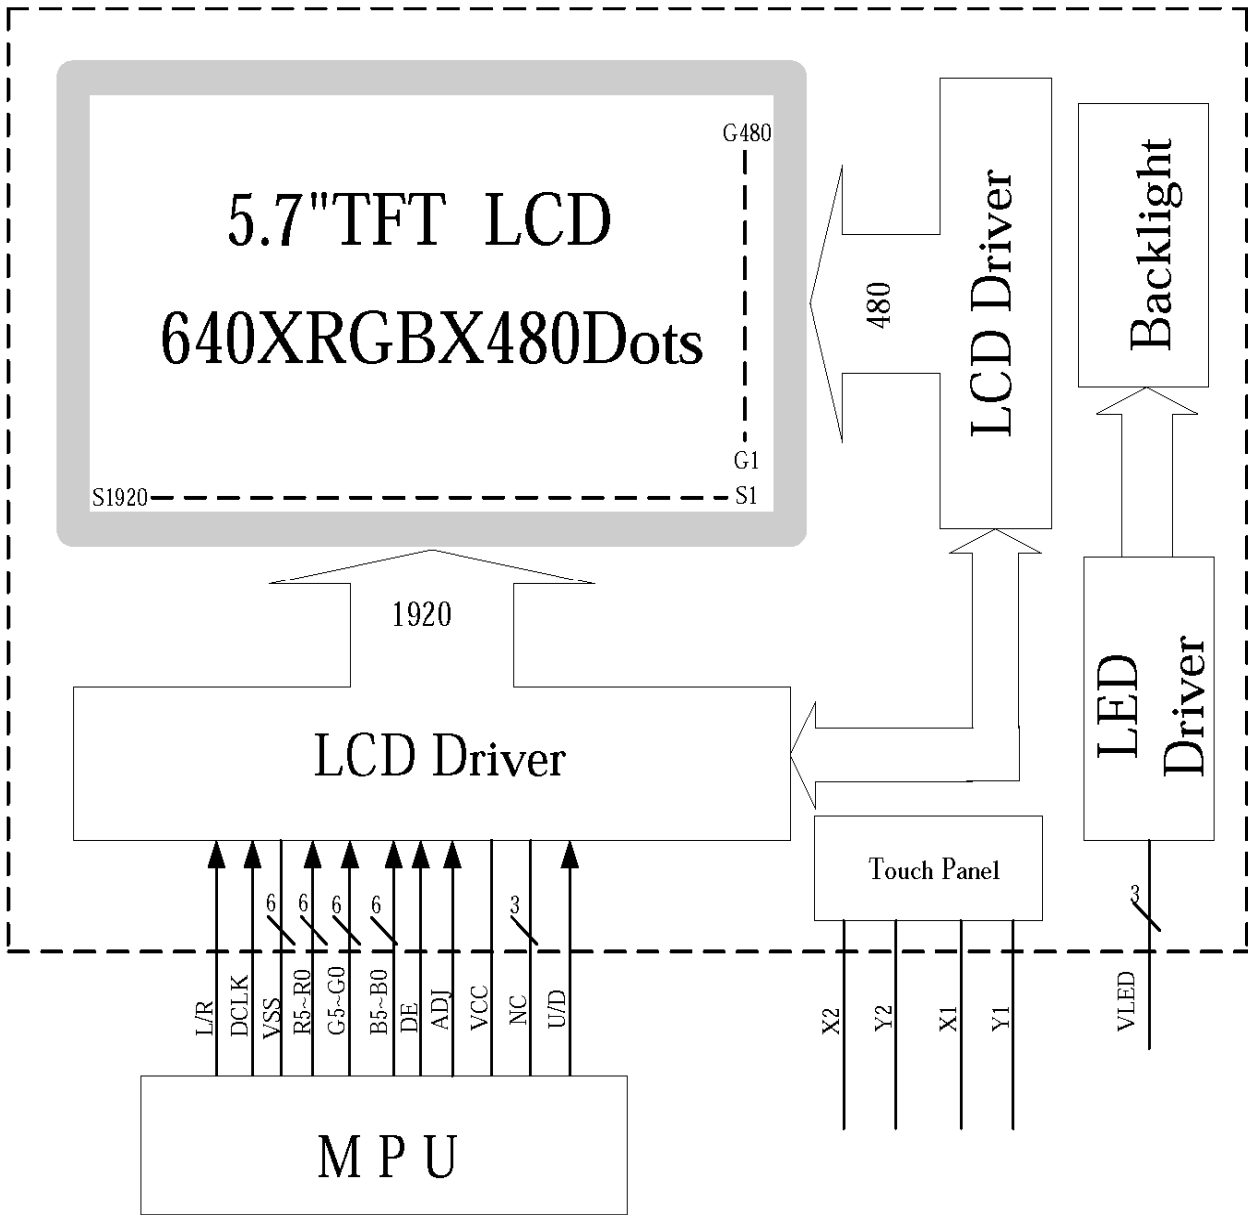 G480
5.7"TFT LCD
640XRGBX480Dots
G1
S1920
S1
480
LCD Driver
Backlight
1920
LCD Driver
LED
Driver
Touch Panel
6
6
6
6
3
3
L/R
DCLK
VSS
R5~R0
G5~G0
B5~B0
DE
ADJ
VCC
NC
U/D
X2
Y2
X1
Y1
VLED
M P U